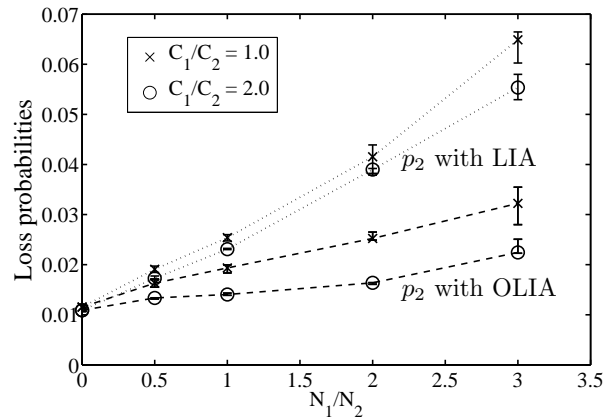 0.07
0.06
0.05
0.04
0.03
0.02
0.01
0
Loss probabilities
C₁/C₂ = 1.0
C₁/C₂ = 2.0
p₂ with LIA
p₂ with OLIA
0 0.5 1 1.5 2 2.5 3 3.5
N₁/N₂